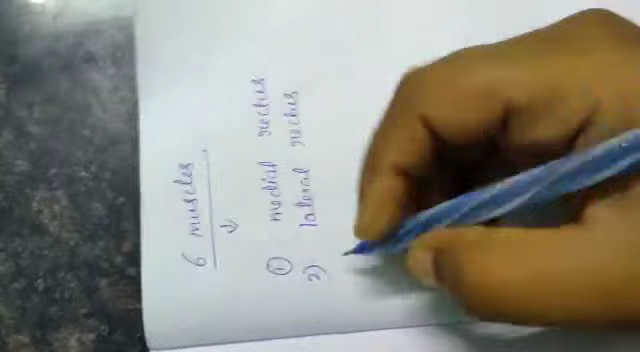 6 muscles.
↓
① medial rectus
2) lateral rectus